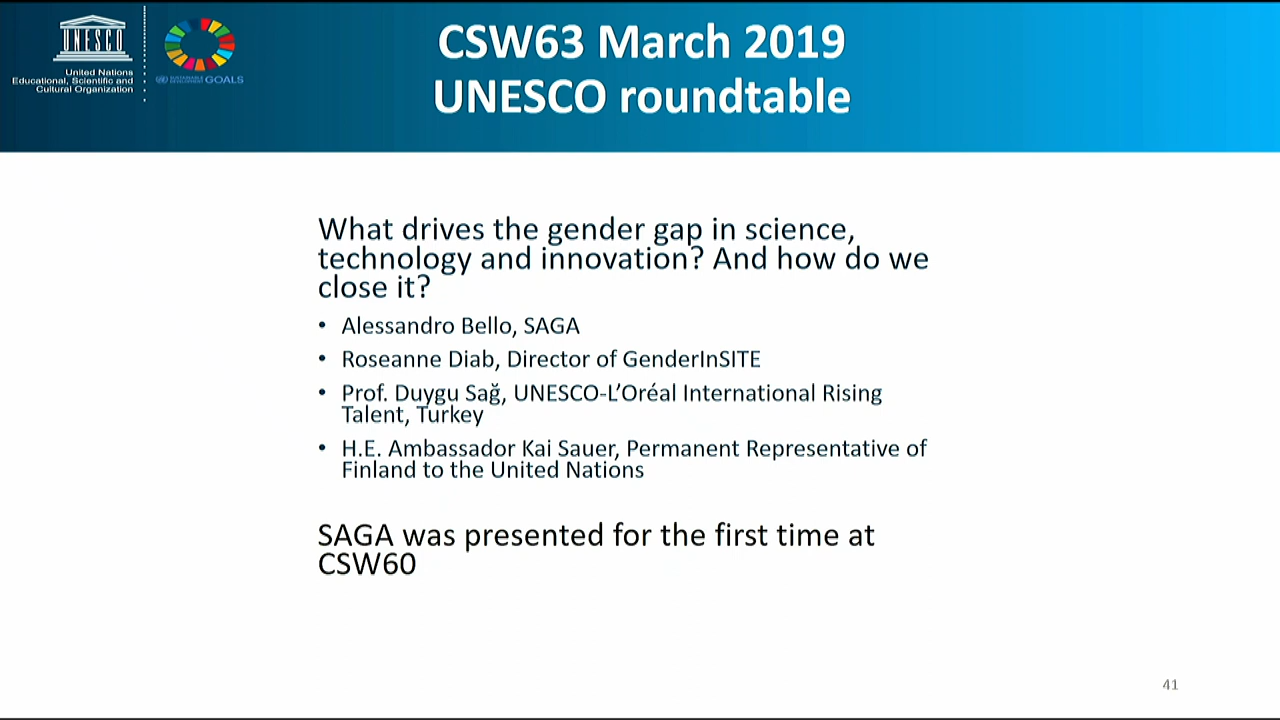 CSW63 March 2019
UNESCO roundtable
UNESCO
United Nations
Educational, Scientific and
Cultural Organization
SUSTAINABLE
DEVELOPMENT GOALS
What drives the gender gap in science,
technology and innovation? And how do we
close it?
• Alessandro Bello, SAGA
• Roseanne Diab, Director of GenderInSITE
• Prof. Duygu Sağ, UNESCO-L’Oréal International Rising
Talent, Turkey
• H.E. Ambassador Kai Sauer, Permanent Representative of
Finland to the United Nations
SAGA was presented for the first time at
CSW60
41